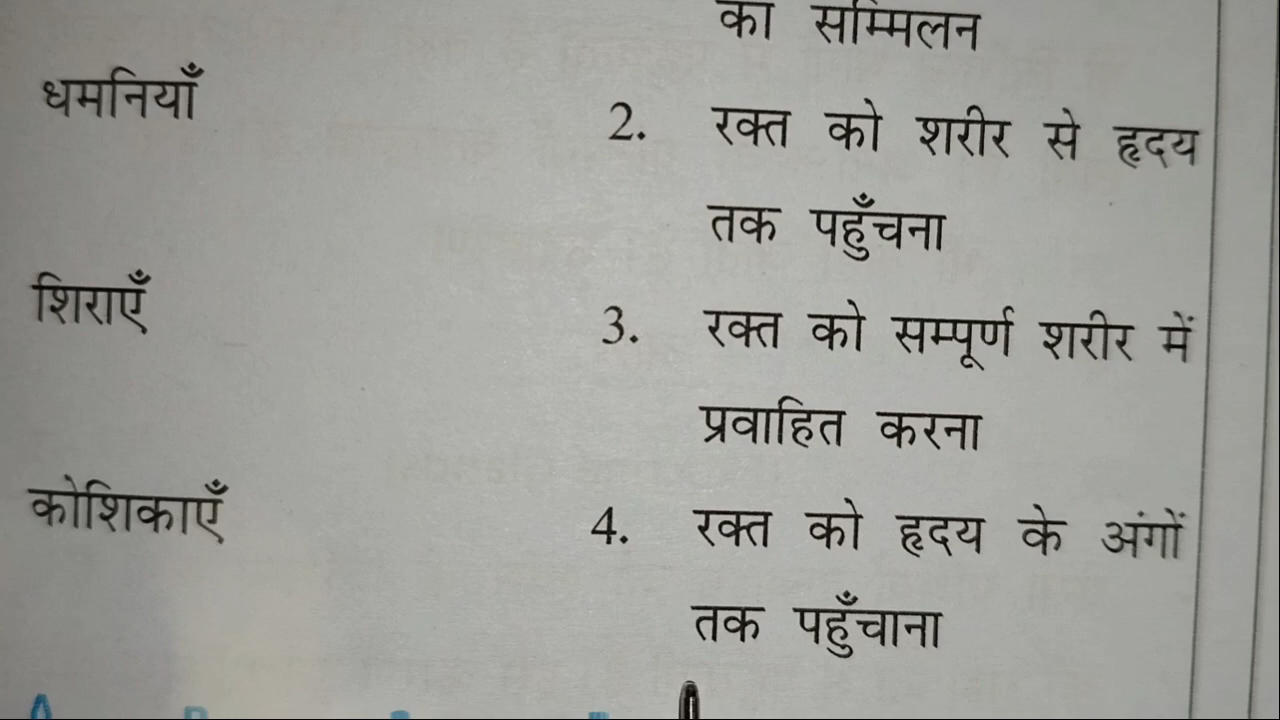 का सम्मिलन
धमनियाँ 2. रक्त को शरीर से हृदय
तक पहुँचना
शिराएँ 3. रक्त को सम्पूर्ण शरीर में
प्रवाहित करना
कोशिकाएँ 4. रक्त को हृदय के अंगों
तक पहुँचाना